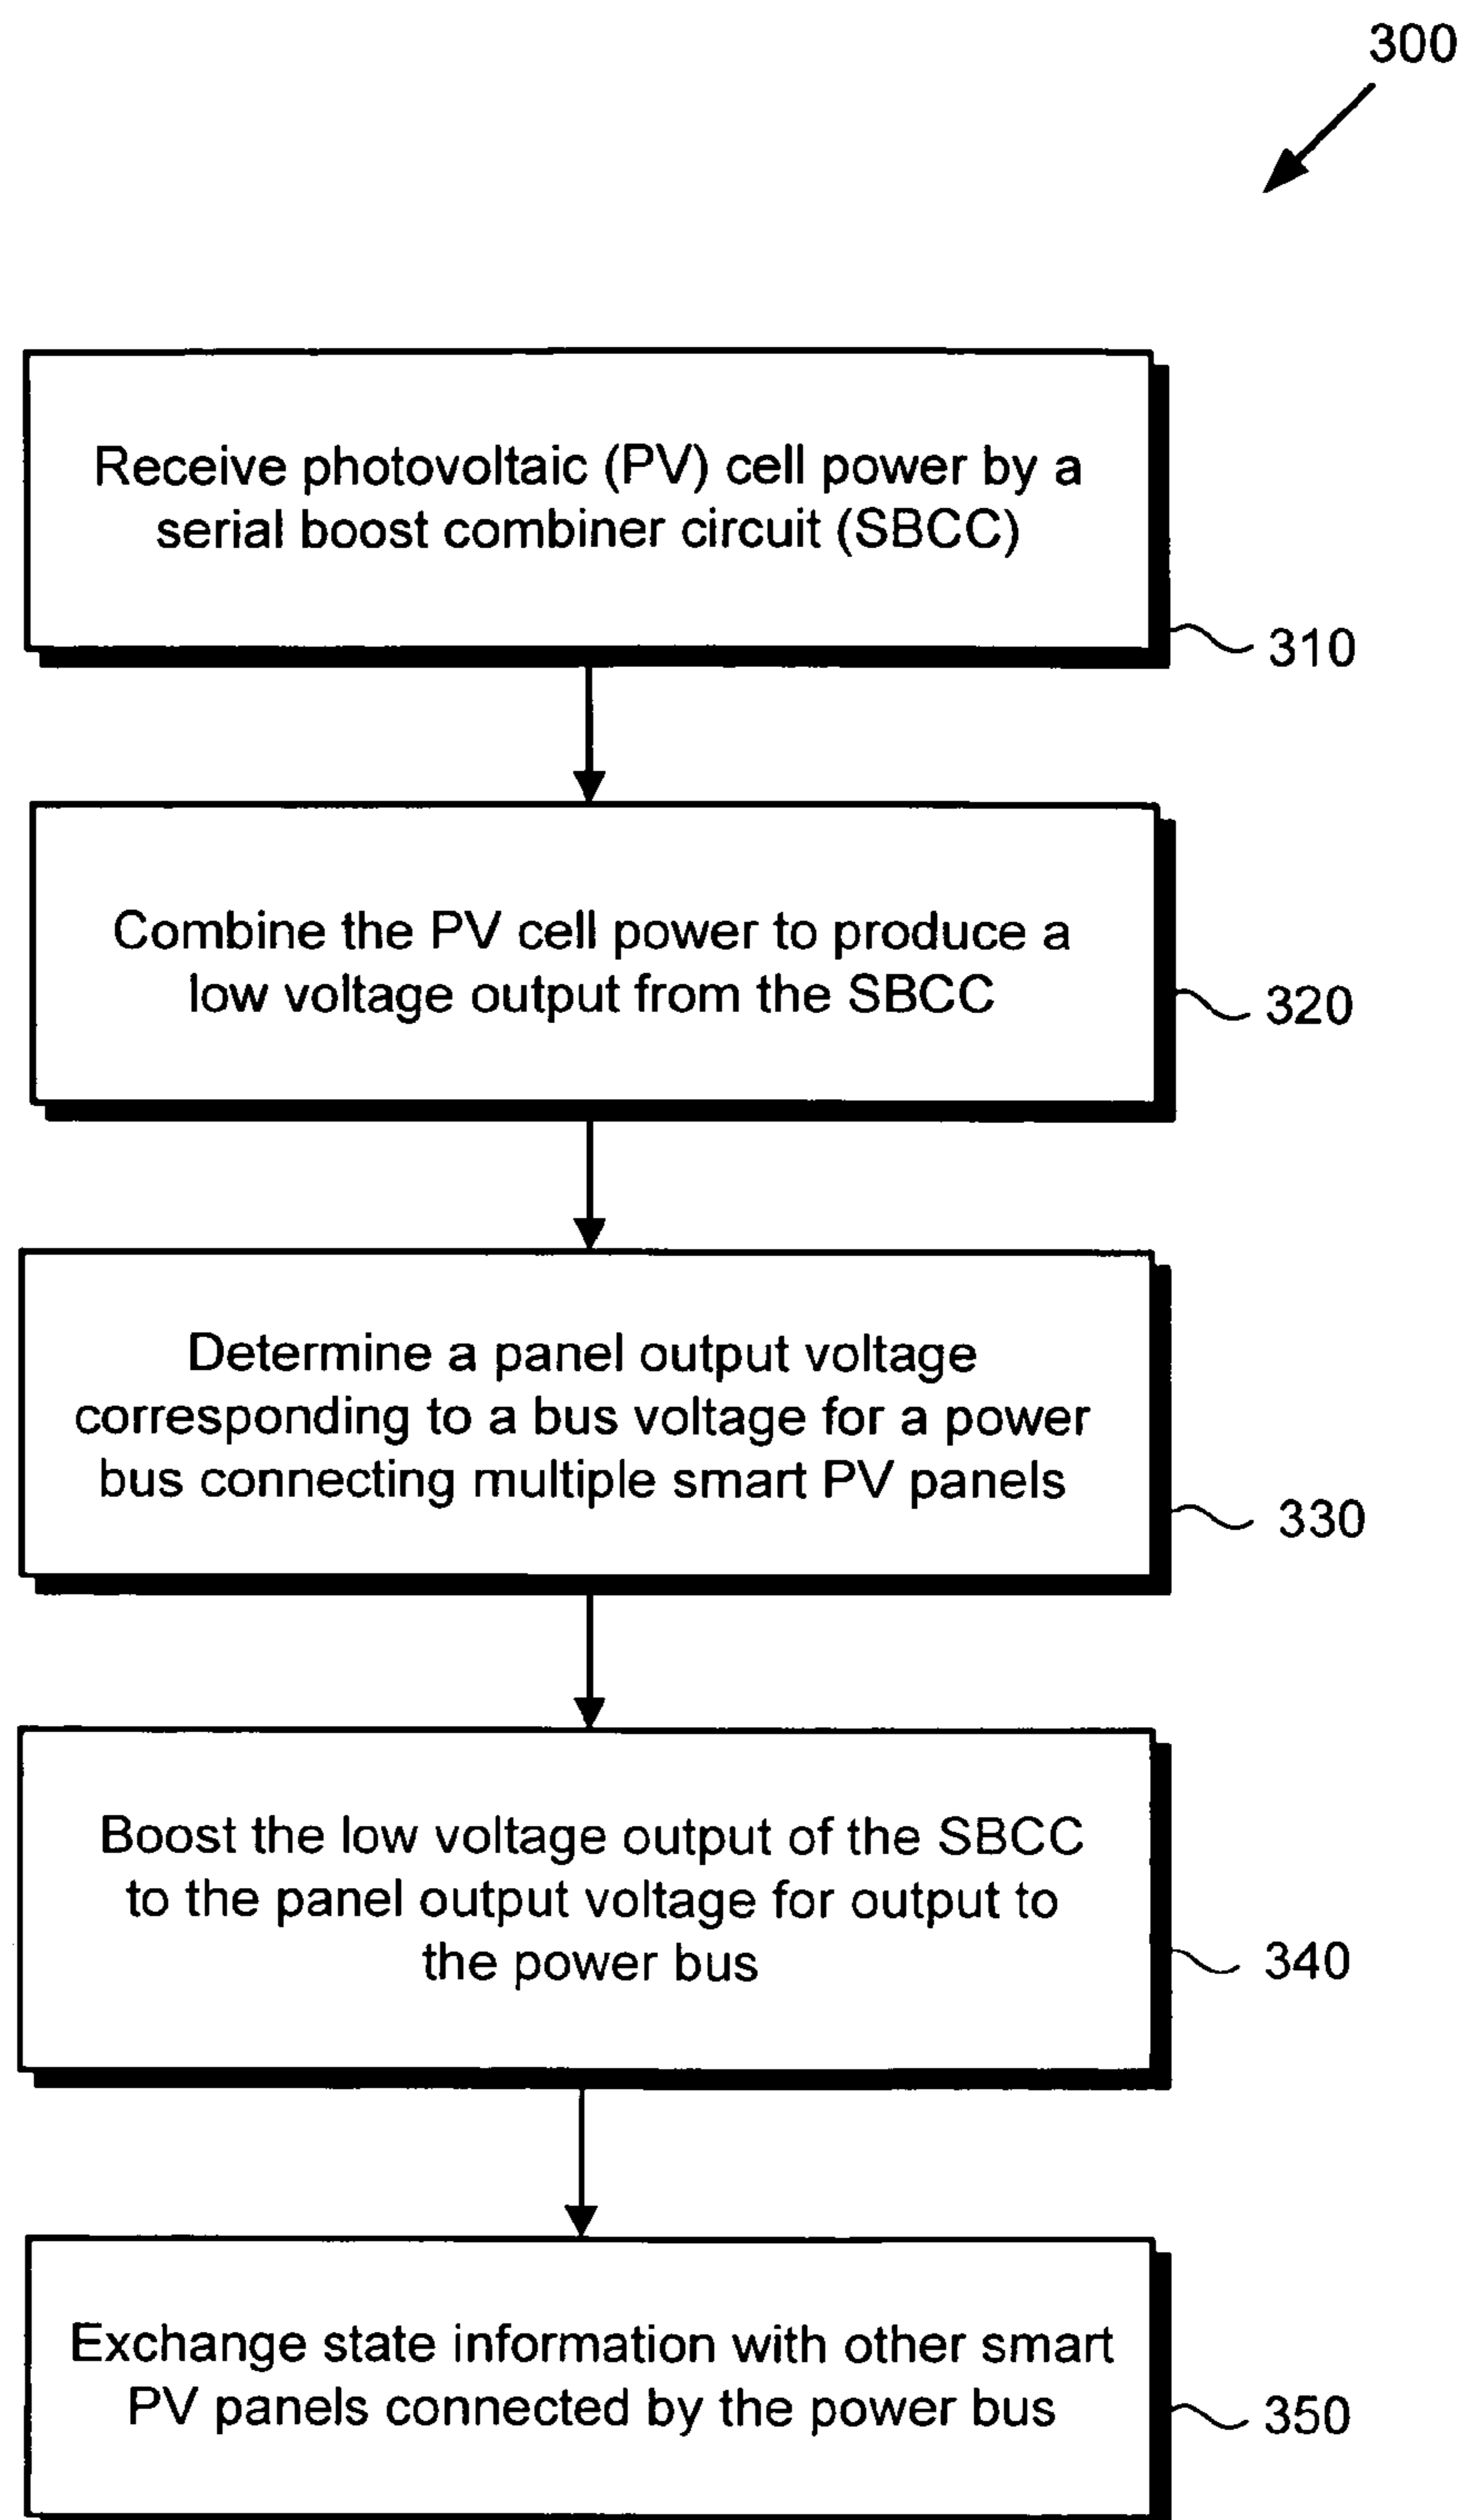 300
Receive photovoltaic (PV) cell power by a
serial boost combiner circuit (SBCC)
310
Combine the PV cell power to produce a
low voltage output from the SBCC
320
Determine a panel output voltage
corresponding to a bus voltage for a power
bus connecting multiple smart PV panels
330
Boost the low voltage output of the SBCC
to the panel output voltage for output to
the power bus
340
Exchange state information with other smart
PV panels connected by the power bus
350